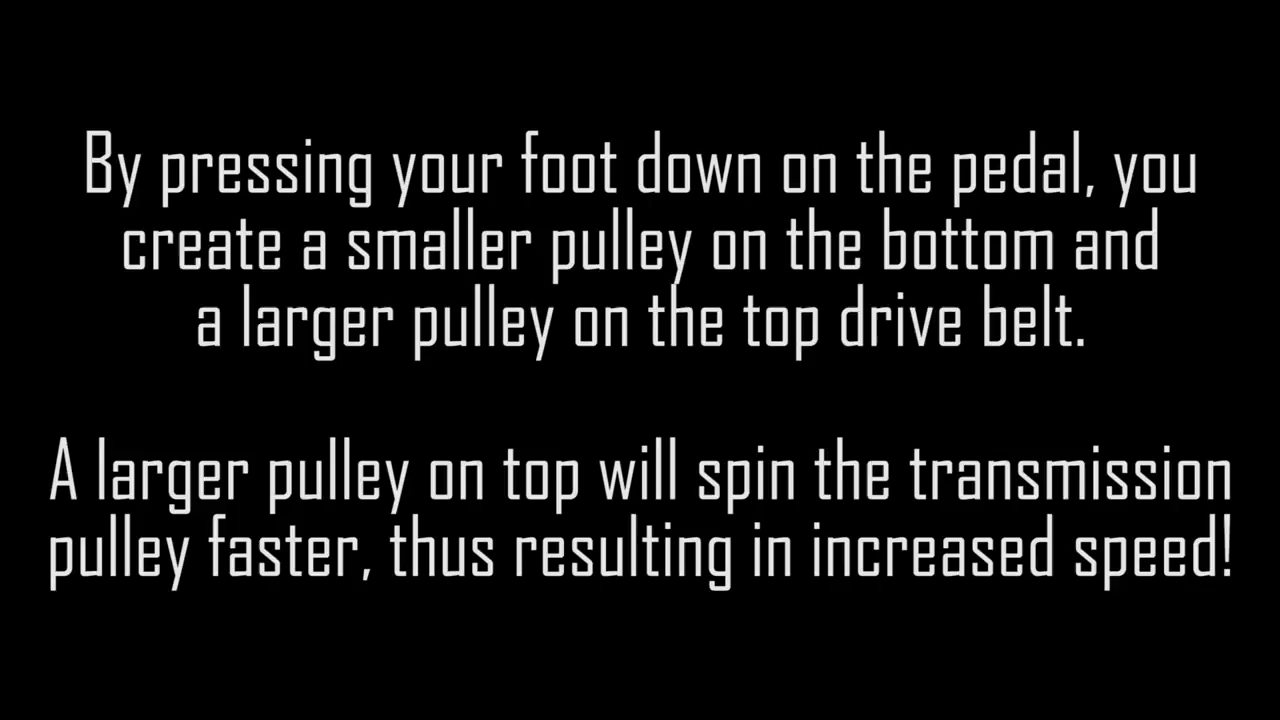 By pressing your foot down on the pedal, you
create a smaller pulley on the bottom and
a larger pulley on the top drive belt.
A larger pulley on top will spin the transmission
pulley faster, thus resulting in increased speed!